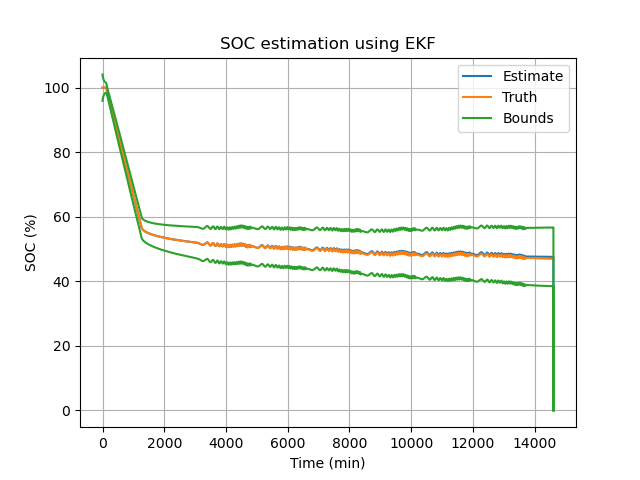 SOC estimation using EKF
Estimate
Truth
Bounds
100
80
60
40
20
0
SOC (%)
0 2000 4000 6000 8000 10000 12000 14000
Time (min)